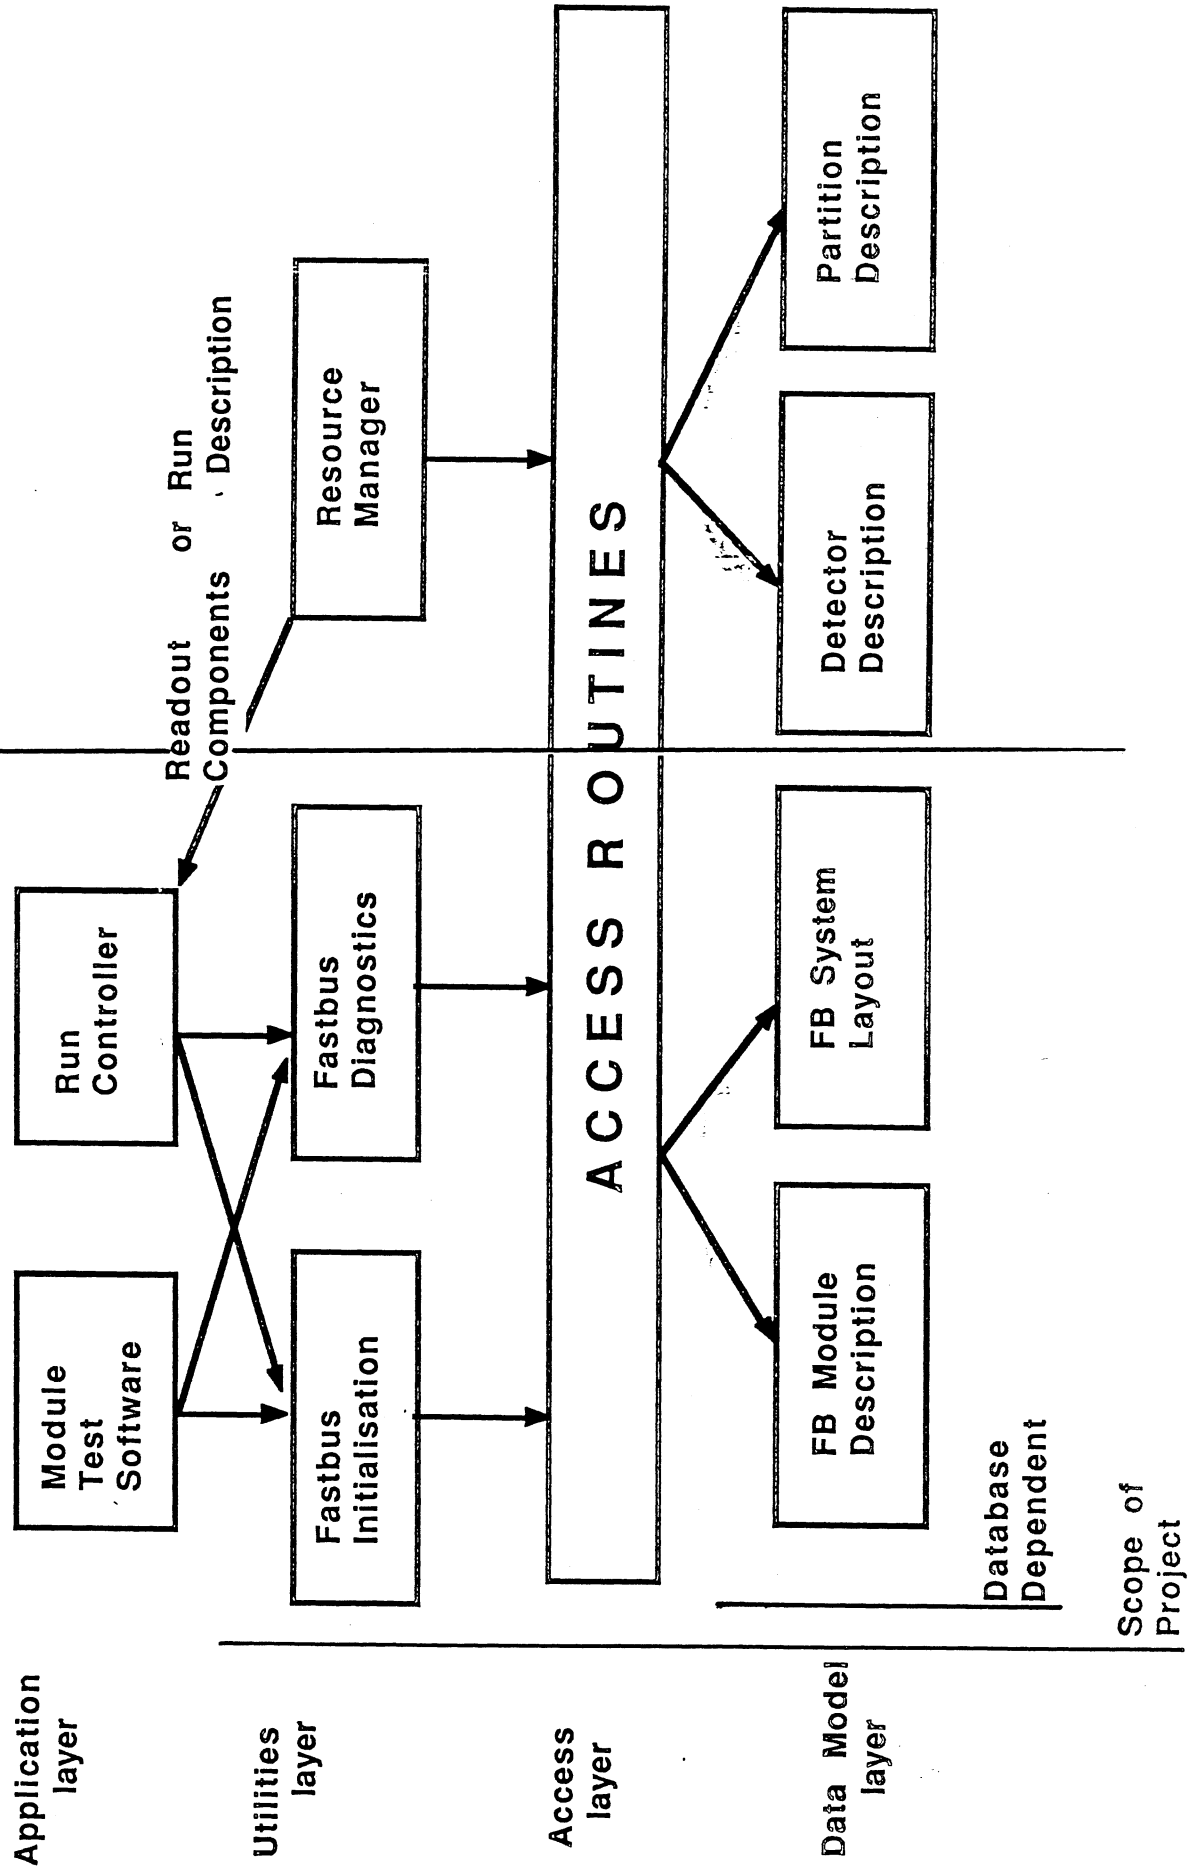 Application
layer
Module
Test
Software
Run
Controller
Readout or Run
Components Description
Utilities
layer
Fastbus
Initialisation
Fastbus
Diagnostics
Resource
Manager
Access
layer
ACCESS ROUTINES
Data Model
layer
FB Module
Description
FB System
Layout
Detector
Description
Partition
Description
Database
Dependent
Scope of
Project